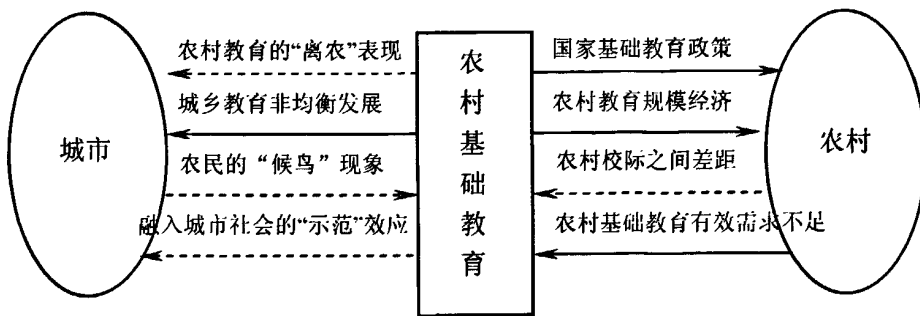 农村教育的“离农”表现
城乡教育非均衡发展
农民的“候鸟”现象
融入城市社会的“示范”效应
城市
农村基础教育
国家基础教育政策
农村教育规模经济
农村校际之间差距
农村基础教育有效需求不足
农村